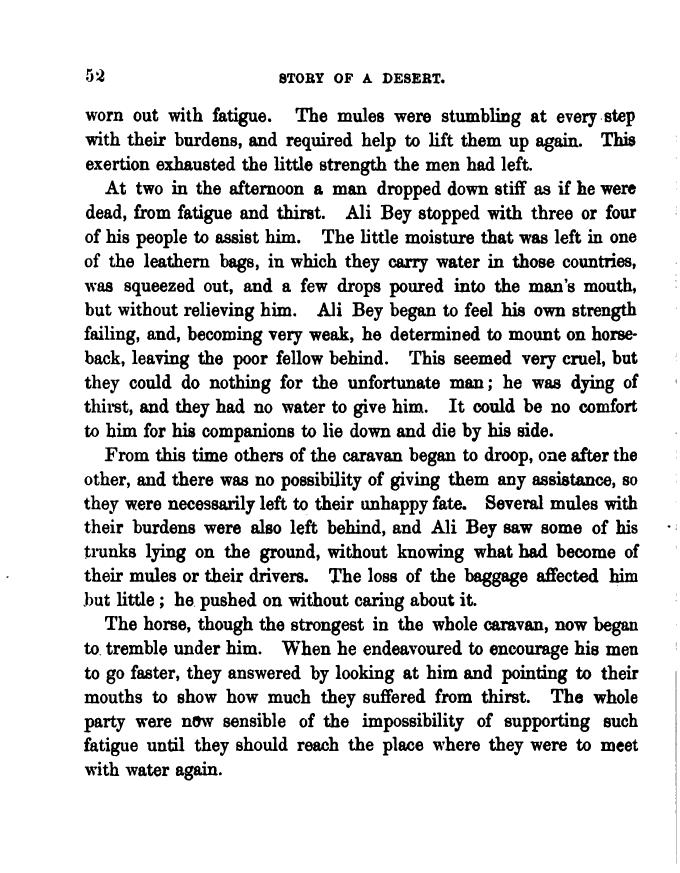 52 STORY OF A DESERT.
worn out with fatigue. The mules were stumbling at every step
with their burdens, and required help to lift them up again. This
exertion exhausted the little strength the men had left.
At two in the afternoon a man dropped down stiff as if he were
dead, from fatigue and thirst. Ali Bey stopped with three or four
of his people to assist him. The little moisture that was left in one
of the leathern bags, in which they carry water in those countries,
was squeezed out, and a few drops poured into the man's mouth,
but without relieving him. Ali Bey began to feel his own strength
failing, and, becoming very weak, he determined to mount on horse-
back, leaving the poor fellow behind. This seemed very cruel, but
they could do nothing for the unfortunate man; he was dying of
thirst, and they had no water to give him. It could be no comfort
to him for his companions to lie down and die by his side.
From this time others of the caravan began to droop, one after the
other, and there was no possibility of giving them any assistance, so
they were necessarily left to their unhappy fate. Several mules with
their burdens were also left behind, and Ali Bey saw some of his
trunks lying on the ground, without knowing what had become of
their mules or their drivers. The loss of the baggage affected him
but little; he pushed on without caring about it.
The horse, though the strongest in the whole caravan, now began
to tremble under him. When he endeavoured to encourage his men
to go faster, they answered by looking at him and pointing to their
mouths to show how much they suffered from thirst. The whole
party were now sensible of the impossibility of supporting such
fatigue until they should reach the place where they were to meet
with water again.